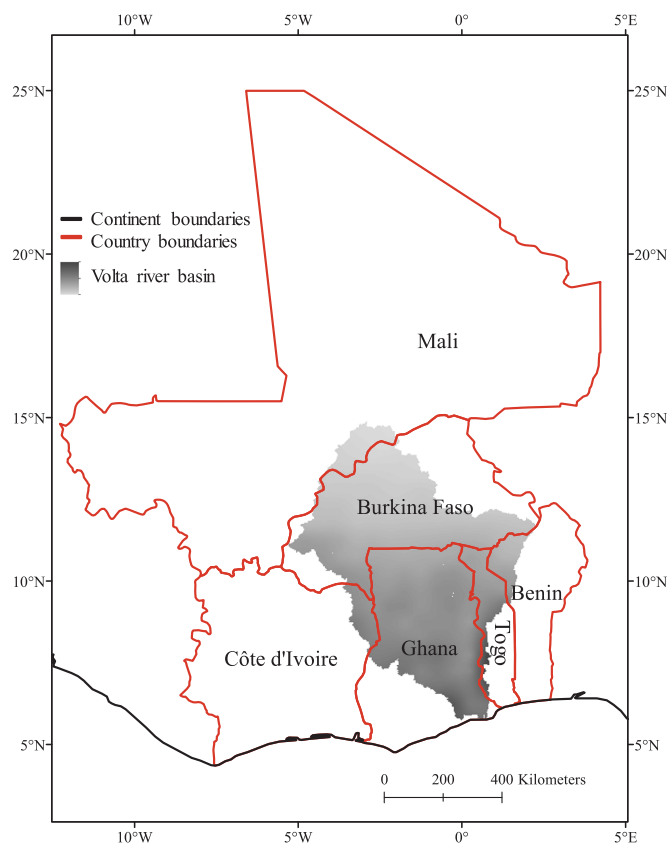 10°W 5°W 0° 5°E
25°N 25°N
Continent boundaries
Country boundaries
20°N 20°N
Volta river basin
Mali
15°N 15°N
Burkina Faso
10°N 10°N
Benin
Togo
Ghana
Côte d'Ivoire
5°N 5°N
0 200 400 Kilometers
10°W 5°W 0° 5°E